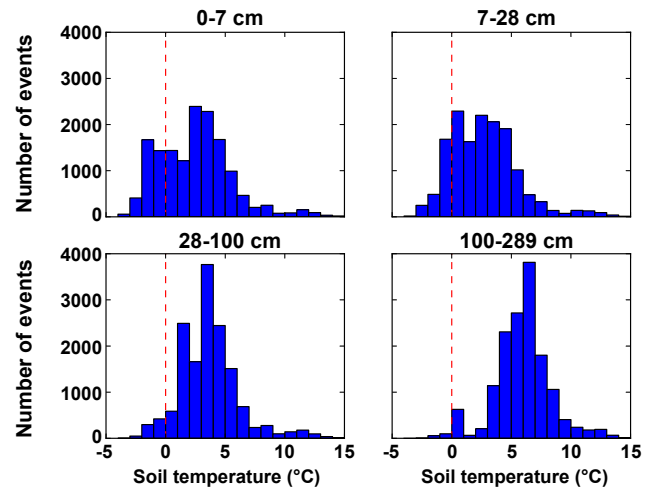 0-7 cm
7-28 cm
Number of events
4000
3000
2000
1000
0
28-100 cm
100-289 cm
Number of events
4000
3000
2000
1000
0
-5 0 5 10 15
-5 0 5 10 15
Soil temperature (°C)
Soil temperature (°C)